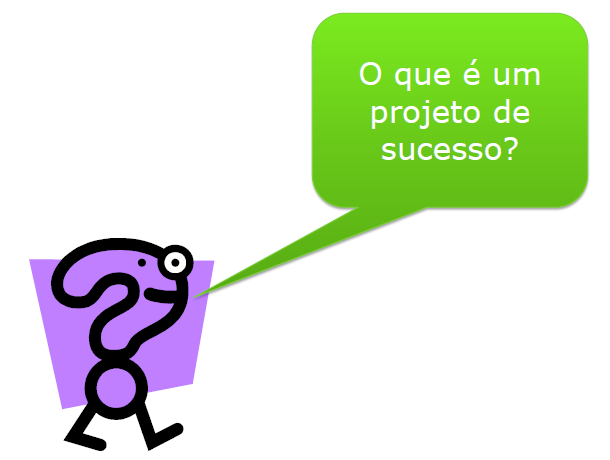 O que é um
projeto de
sucesso?